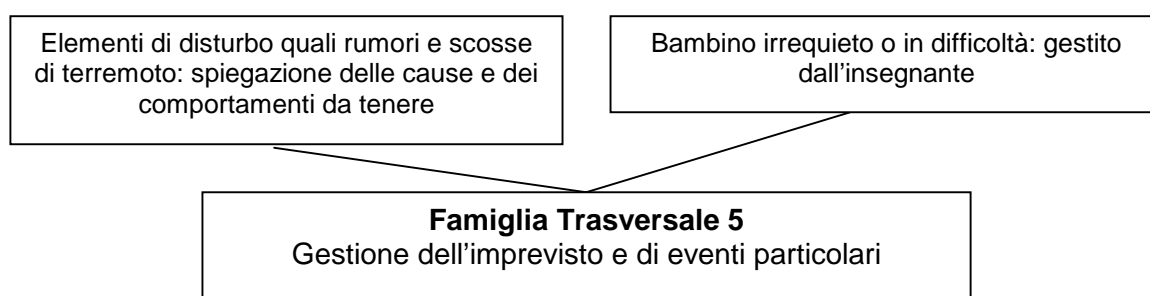 Elementi di disturbo quali rumori e scosse
di terremoto: spiegazione delle cause e dei
comportamenti da tenere
Bambino irrequieto o in difficoltà: gestito
dall’insegnante
Famiglia Trasversale 5
Gestione dell’imprevisto e di eventi particolari